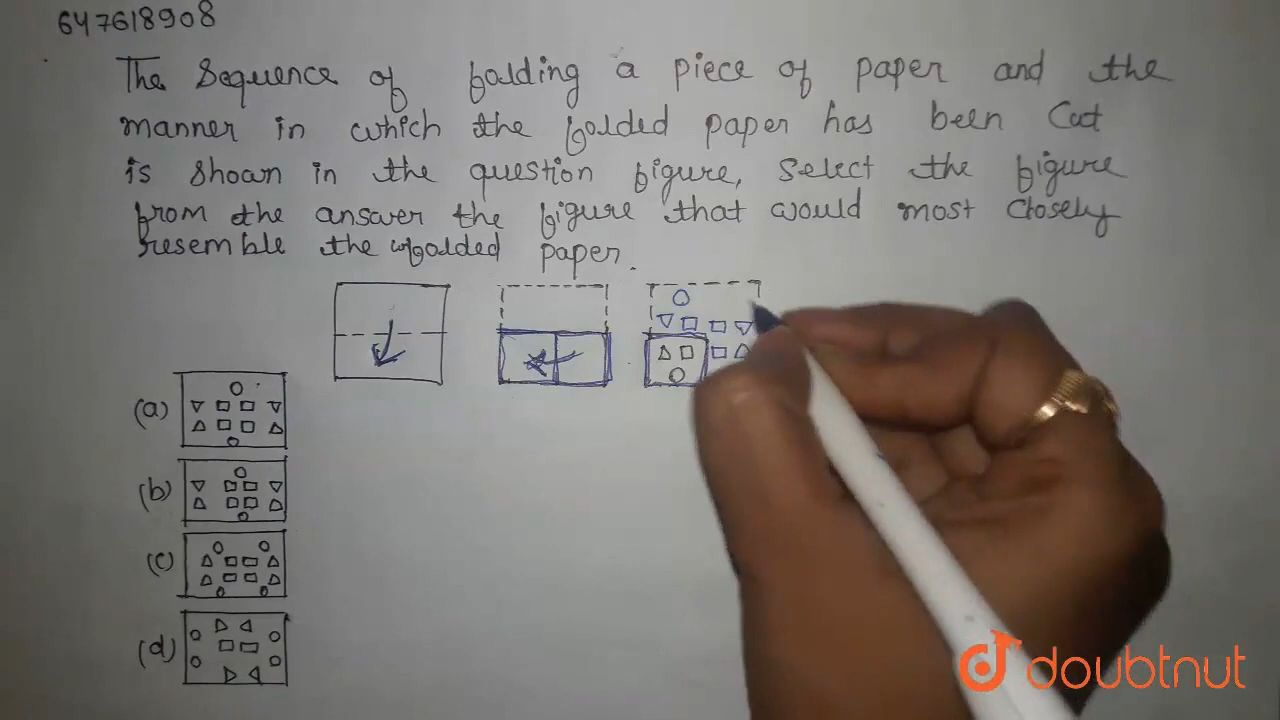 647618908
The Sequence of folding a piece of paper and the
manner in which the folded paper has been Cut
is shown in the question figure, Select the figure
from the answer the figure that would most closely
resemble the unfolded paper.
(a)
(b)
(c)
(d)
doubtnut